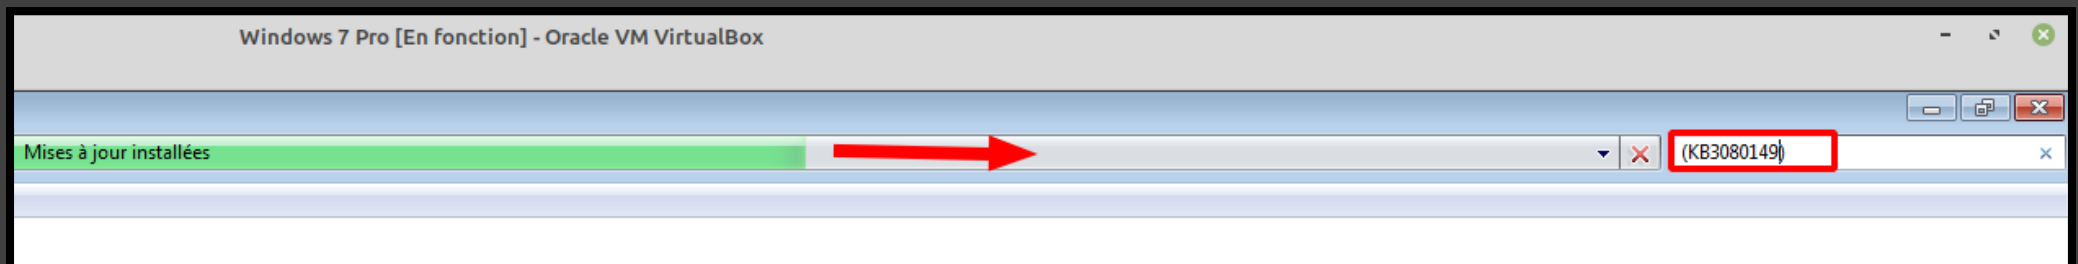 Windows 7 Pro [En fonction] - Oracle VM VirtualBox
Mises à jour installées
(KB3080149)